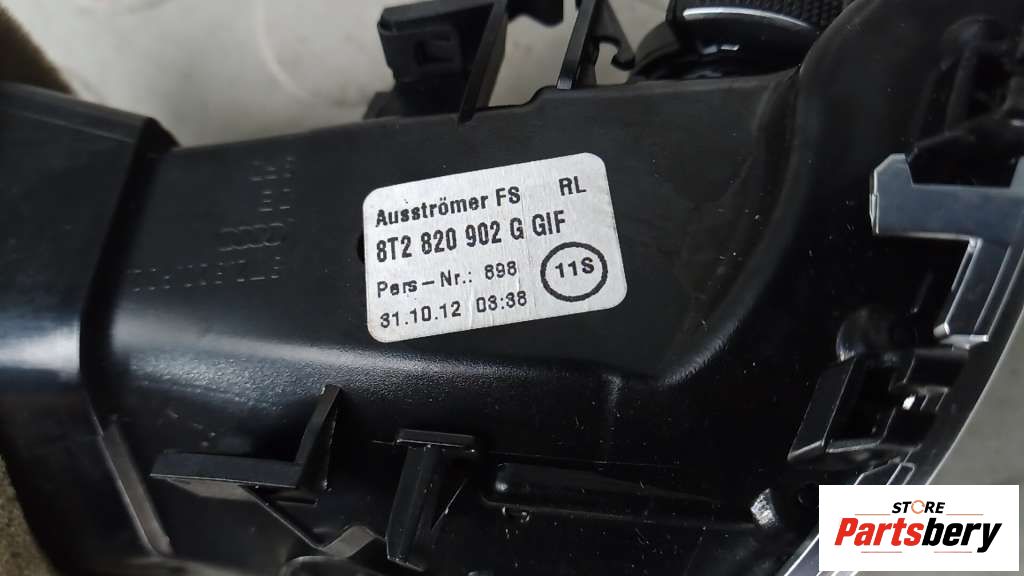 Ausströmer FS RL
8T2 820 902 G GIF
Pers-Nr.: 898
11S
31.10.12 03:38
STORE
Partsbery